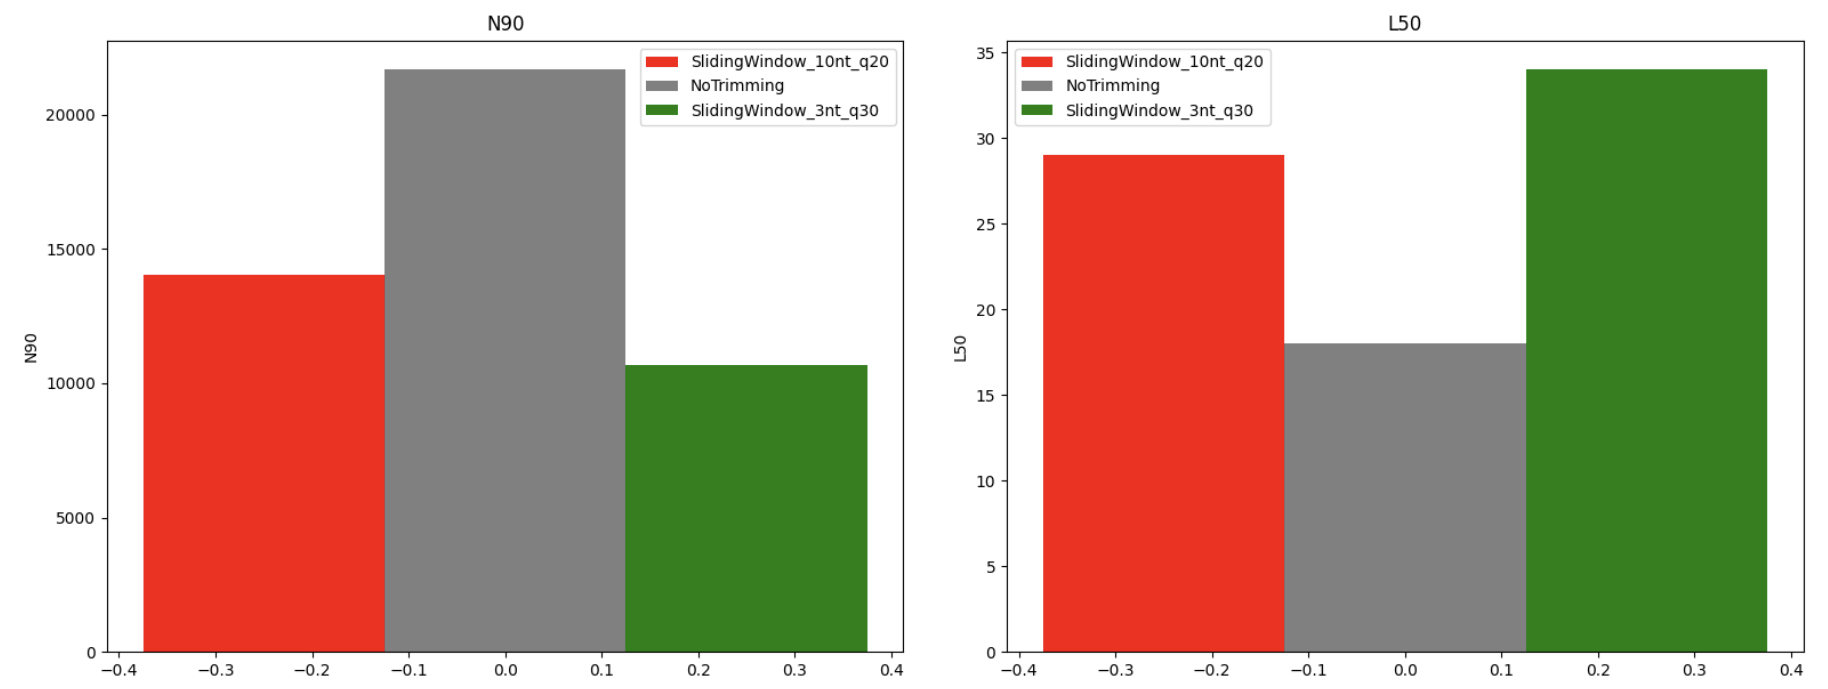 N90
SlidingWindow_10nt_q20
NoTrimming
SlidingWindow_3nt_q30
20000
15000
10000
5000
0
N90
−0.4 −0.3 −0.2 −0.1 0.0 0.1 0.2 0.3 0.4
L50
SlidingWindow_10nt_q20
NoTrimming
SlidingWindow_3nt_q30
35
30
25
20
15
10
5
0
L50
−0.4 −0.3 −0.2 −0.1 0.0 0.1 0.2 0.3 0.4